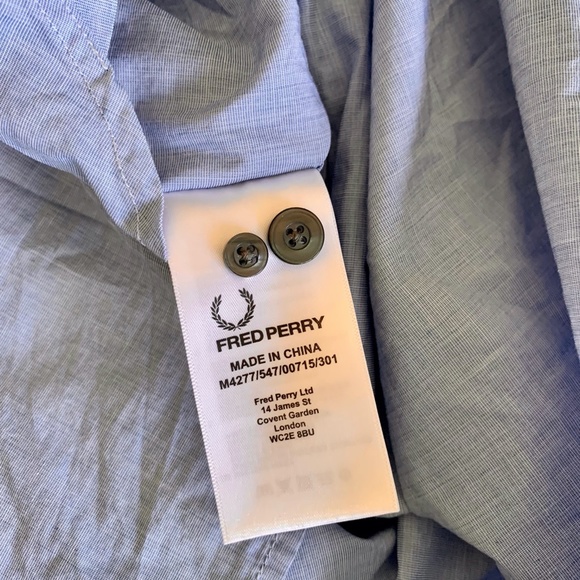 FRED PERRY
MADE IN CHINA
M4277/547/00715/301
Fred Perry Ltd
14 James St
Covent Garden
London
WC2E 8BU